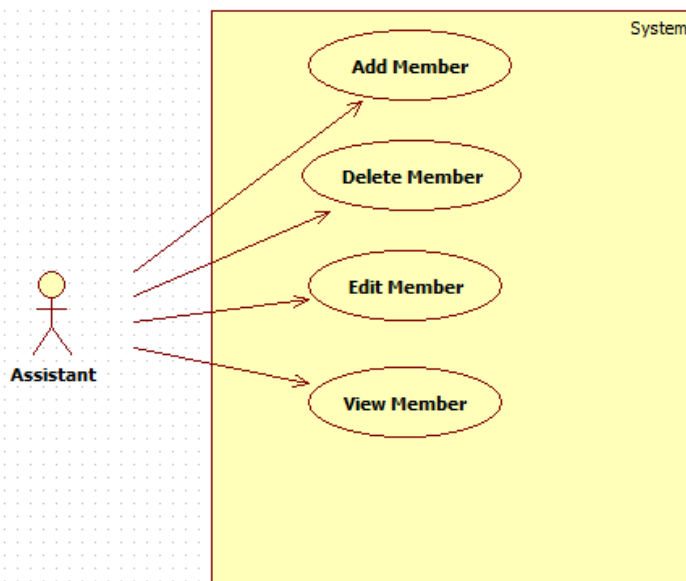 System
Add Member
Delete Member
Edit Member
Assistant
View Member